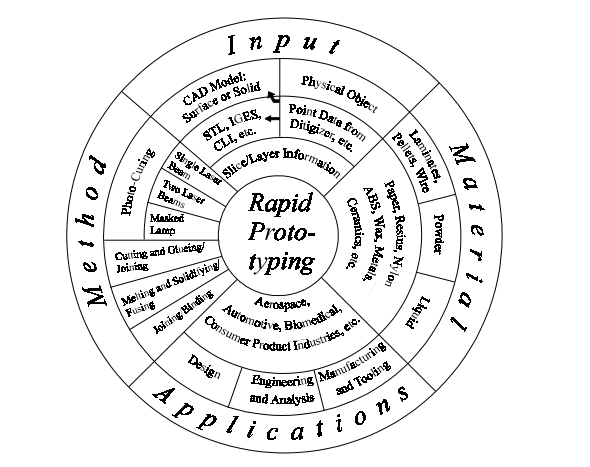 Input
CAD Model:
Surface or Solid
Physical Object
STL, IGES,
CLI, etc.
Point Data from
Ditigizer, etc.
Slice/Layer Information
Method
Photo-Curing
Single Laser
Beam
Two Laser
Beams
Masked
Lamp
Cutting and Glueing/
Joining
Melting and Solidifying/
Fusing
Joining/Binding
Rapid
Proto-
typing
Material
Laminates,
Pellets, Wire
Powder
Liquid
Paper, Resins, Nylon
ABS, Wax, Metals,
Ceramics, etc.
Aerospace,
Automotive, Biomedical,
Consumer Product Industries, etc.
Design
Engineering
and Analysis
Manufacturing
and Tooling
Applications